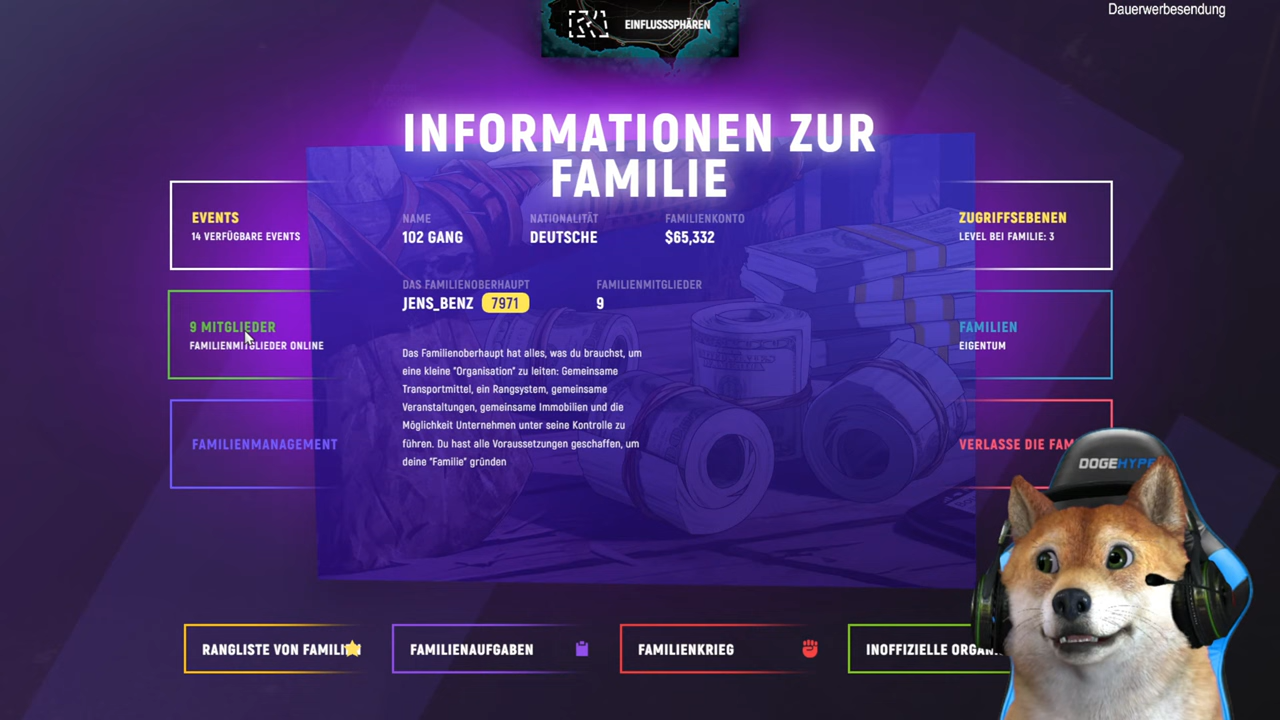 Dauerwerbesendung
EINFLUSSSPHÄREN
INFORMATIONEN ZUR
FAMILIE
EVENTS
14 VERFÜGBARE EVENTS
9 MITGLIEDER
FAMILIENMITGLIEDER ONLINE
FAMILIENMANAGEMENT
NAME
102 GANG
NATIONALITÄT
DEUTSCHE
FAMILIENKONTO
$65,332
DAS FAMILIENOBERHAUPT
JENS_BENZ 7971
FAMILIENMITGLIEDER
9
Das Familienoberhaupt hat alles, was du brauchst, um
eine kleine "Organisation" zu leiten: Gemeinsame
Transportmittel, ein Rangsystem, gemeinsame
Veranstaltungen, gemeinsame Immobilien und die
Möglichkeit Unternehmen unter seine Kontrolle zu
führen. Du hast alle Voraussetzungen geschaffen, um
deine "Familie" gründen
ZUGRIFFSEBENEN
LEVEL BEI FAMILIE: 3
FAMILIEN
EIGENTUM
VERLASSE DIE FAM
DOGEHYPE
RANGLISTE VON FAMILIEN
FAMILIENAUFGABEN
FAMILIENKRIEG
INOFFIZIELLE ORGAN